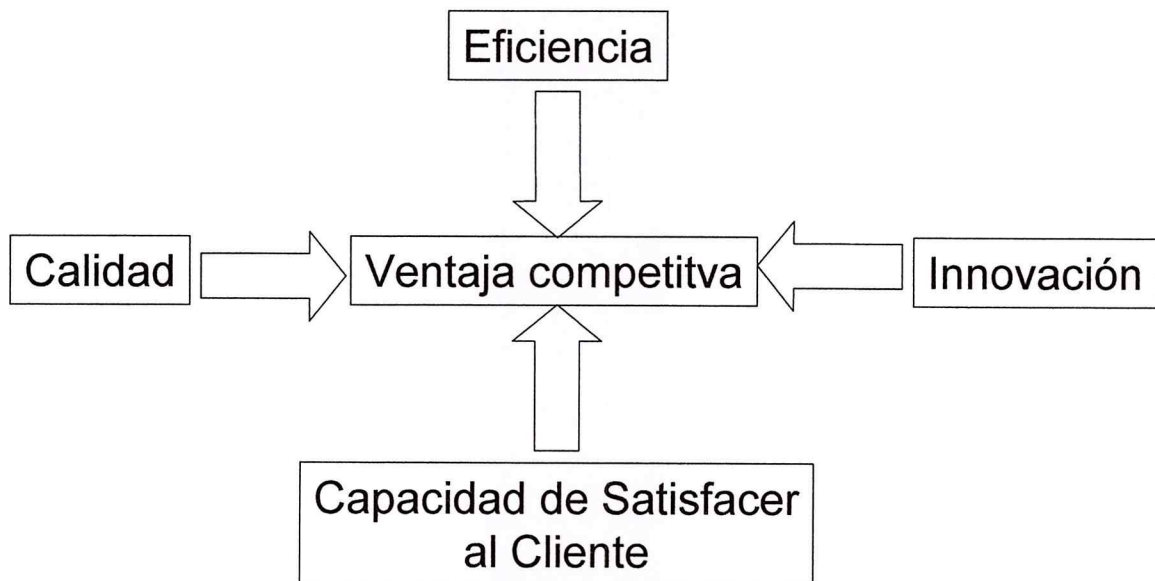 Eficiencia
Calidad
Ventaja competitva
Innovación
Capacidad de Satisfacer
al Cliente